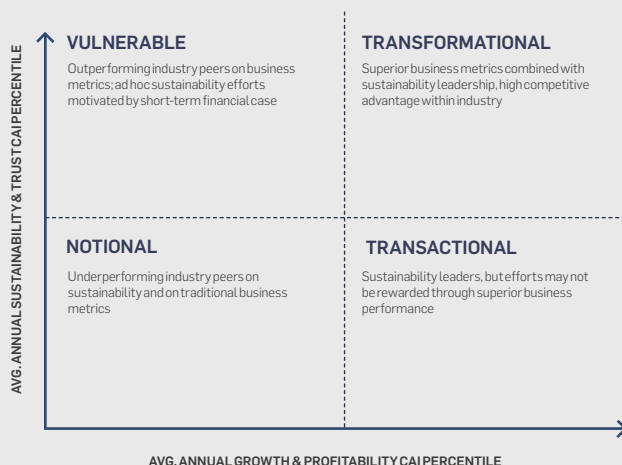 AVG. ANNUAL SUSTAINABILITY & TRUST CAI PERCENTILE
VULNERABLE
Outperforming industry peers on business
metrics; ad hoc sustainability efforts
motivated by short-term financial case
TRANSFORMATIONAL
Superior business metrics combined with
sustainability leadership, high competitive
advantage within industry
NOTIONAL
Underperforming industry peers on
sustainability and on traditional business
metrics
TRANSACTIONAL
Sustainability leaders, but efforts may not
be rewarded through superior business
performance
AVG. ANNUAL GROWTH & PROFITABILITY CAI PERCENTILE